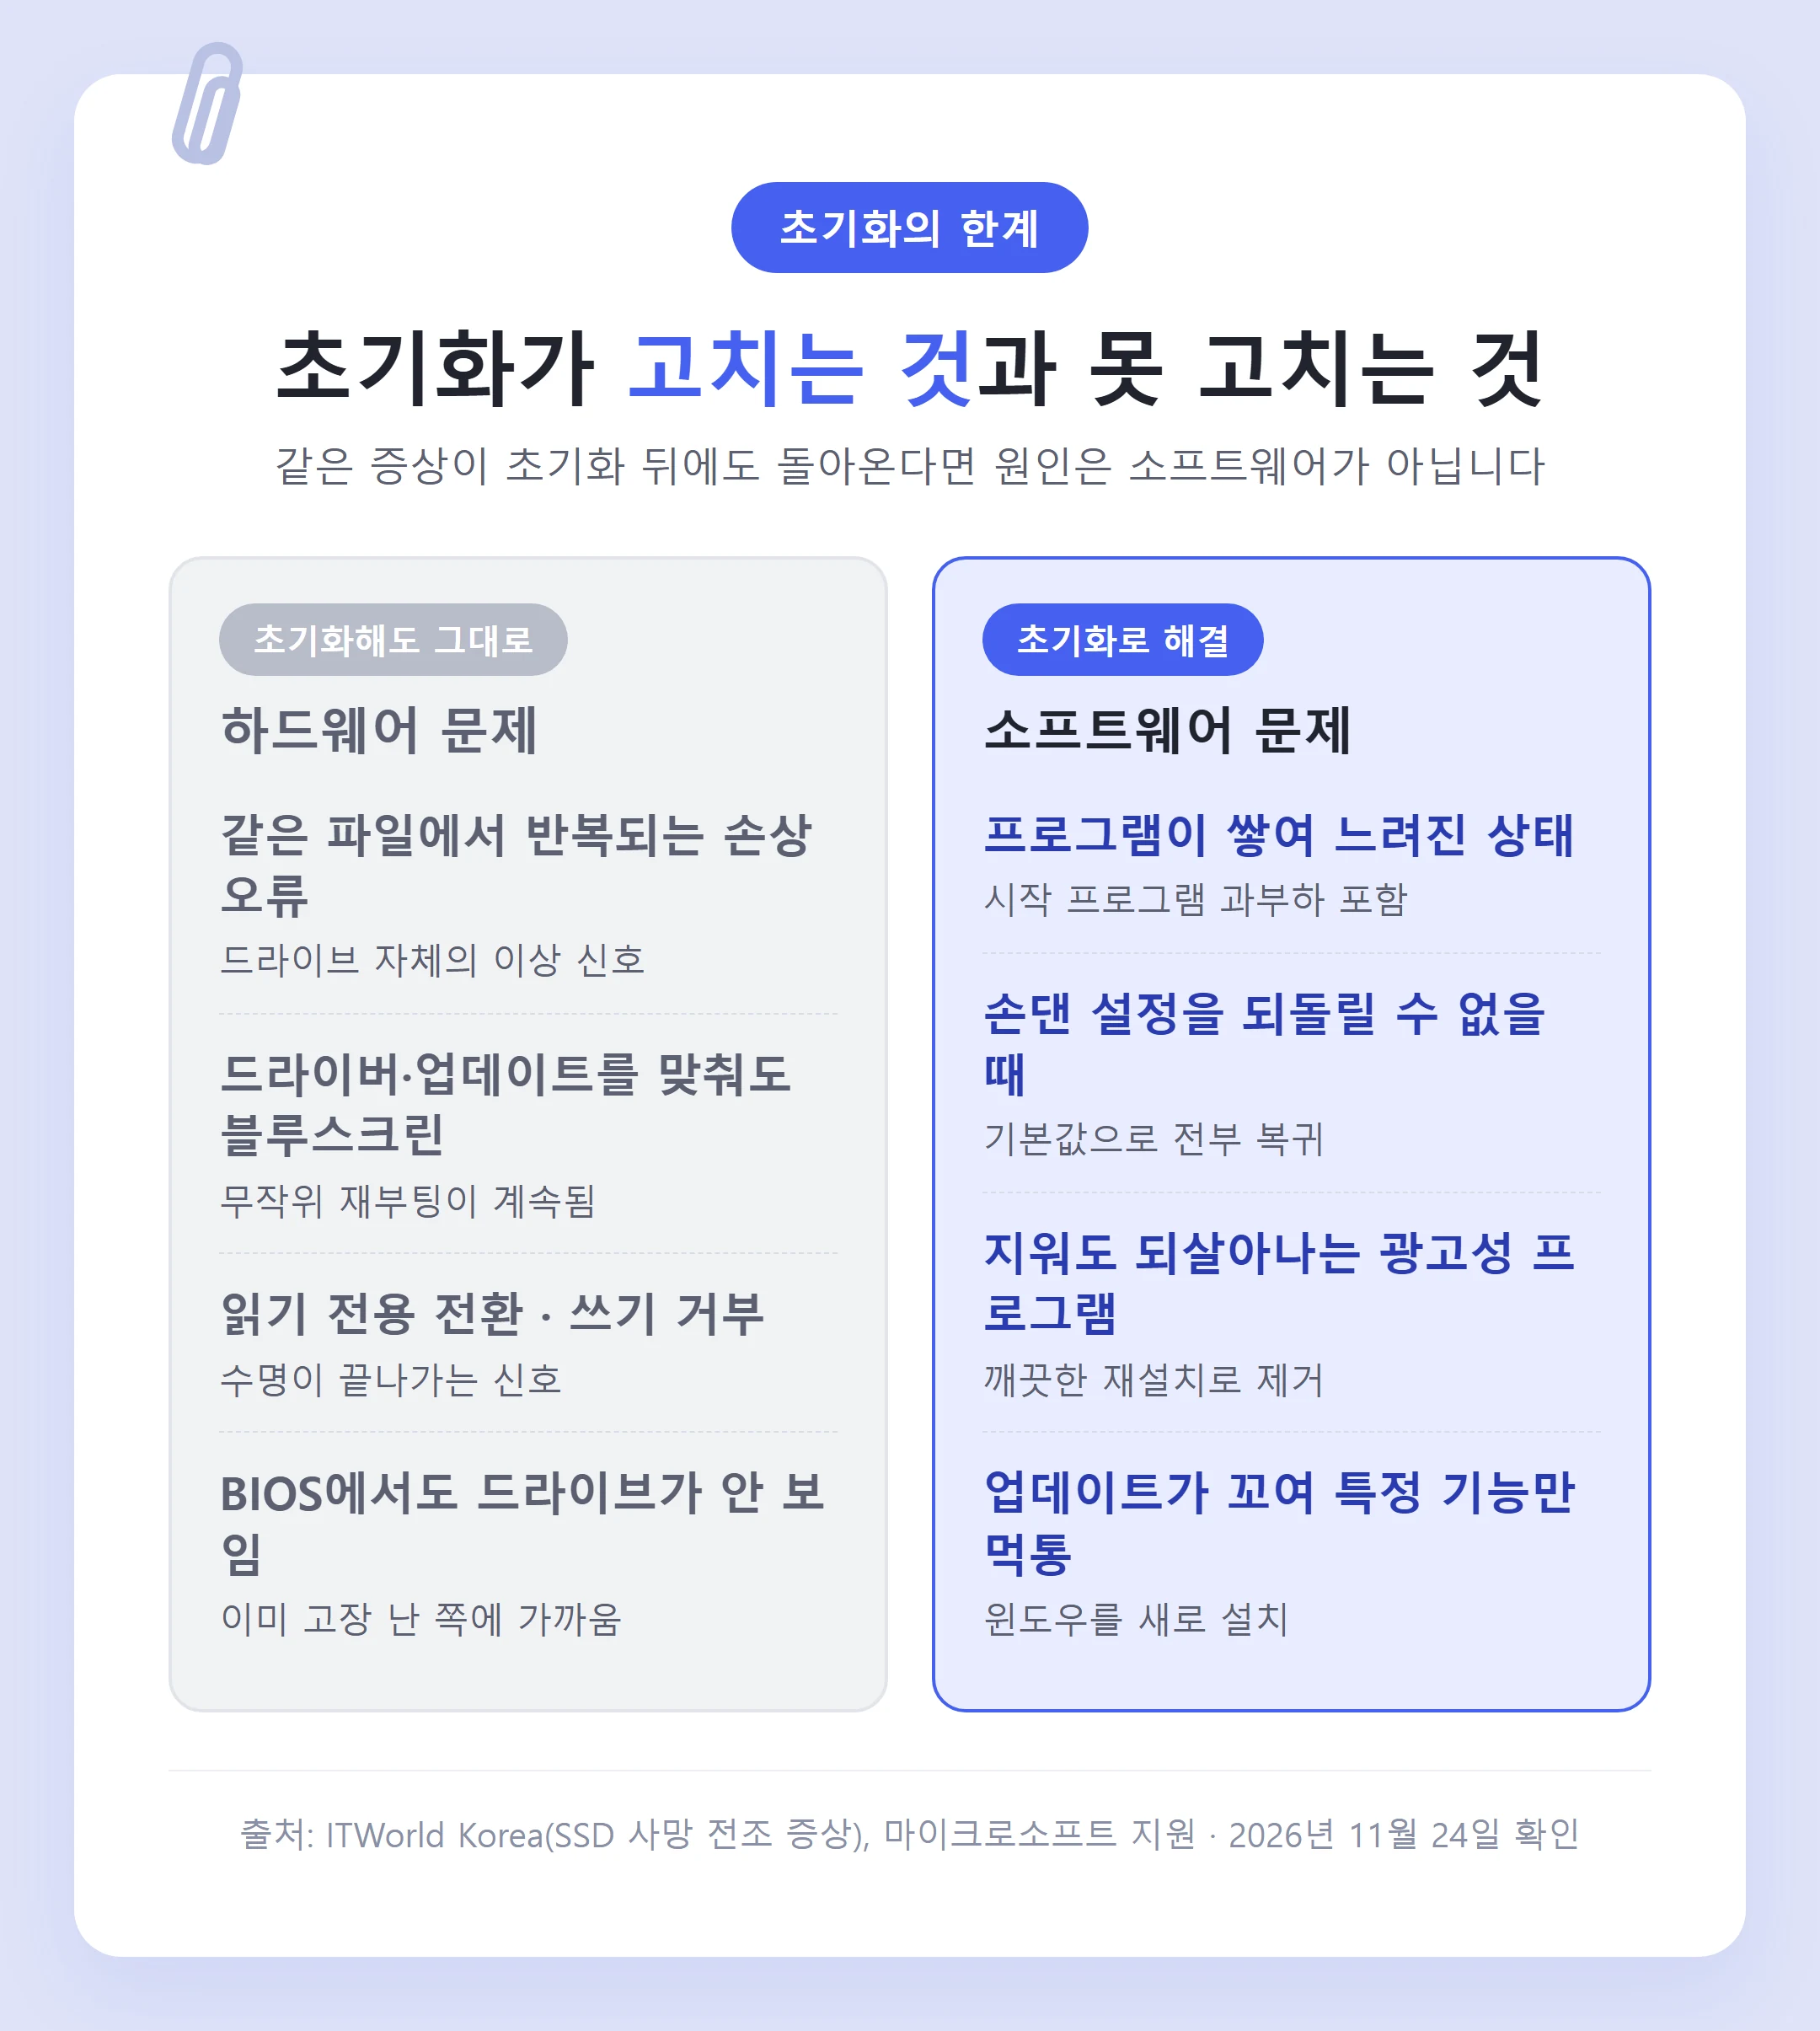 초기화의 한계
초기화가 고치는 것과 못 고치는 것
같은 증상이 초기화 뒤에도 돌아온다면 원인은 소프트웨어가 아닙니다
초기화해도 그대로
하드웨어 문제
같은 파일에서 반복되는 손상
오류
드라이브 자체의 이상 신호
드라이버·업데이트를 맞춰도
블루스크린
무작위 재부팅이 계속됨
읽기 전용 전환 · 쓰기 거부
수명이 끝나가는 신호
BIOS에서도 드라이브가 안 보
임
이미 고장 난 쪽에 가까움
초기화로 해결
소프트웨어 문제
프로그램이 쌓여 느려진 상태
시작 프로그램 과부하 포함
손댄 설정을 되돌릴 수 없을
때
기본값으로 전부 복귀
지워도 되살아나는 광고성 프
로그램
깨끗한 재설치로 제거
업데이트가 꼬여 특정 기능만
먹통
윈도우를 새로 설치
출처: ITWorld Korea(SSD 사망 전조 증상), 마이크로소프트 지원 · 2026년 11월 24일 확인